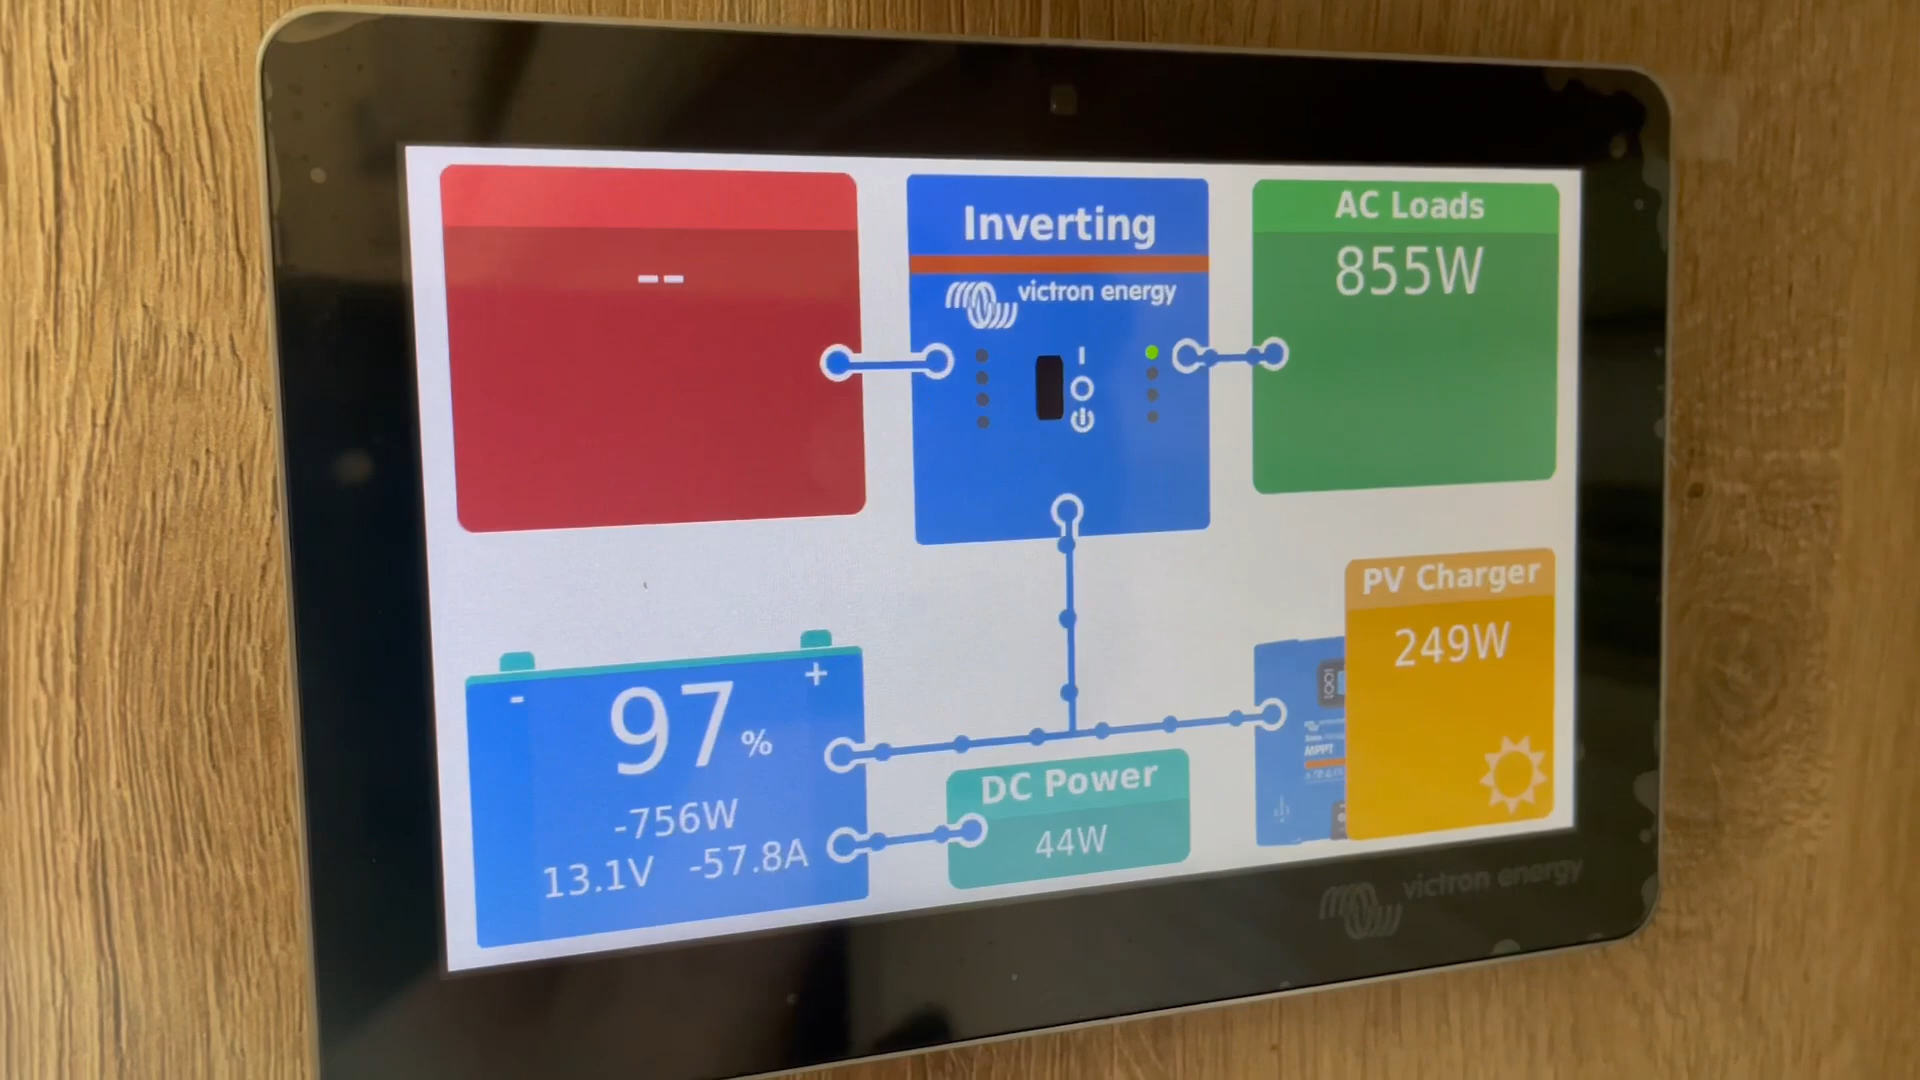 --
Inverting
victron energy
AC Loads
855W
PV Charger
249W
MPPT
- +
97%
-756W
13.1V -57.8A
DC Power
44W
victron energy